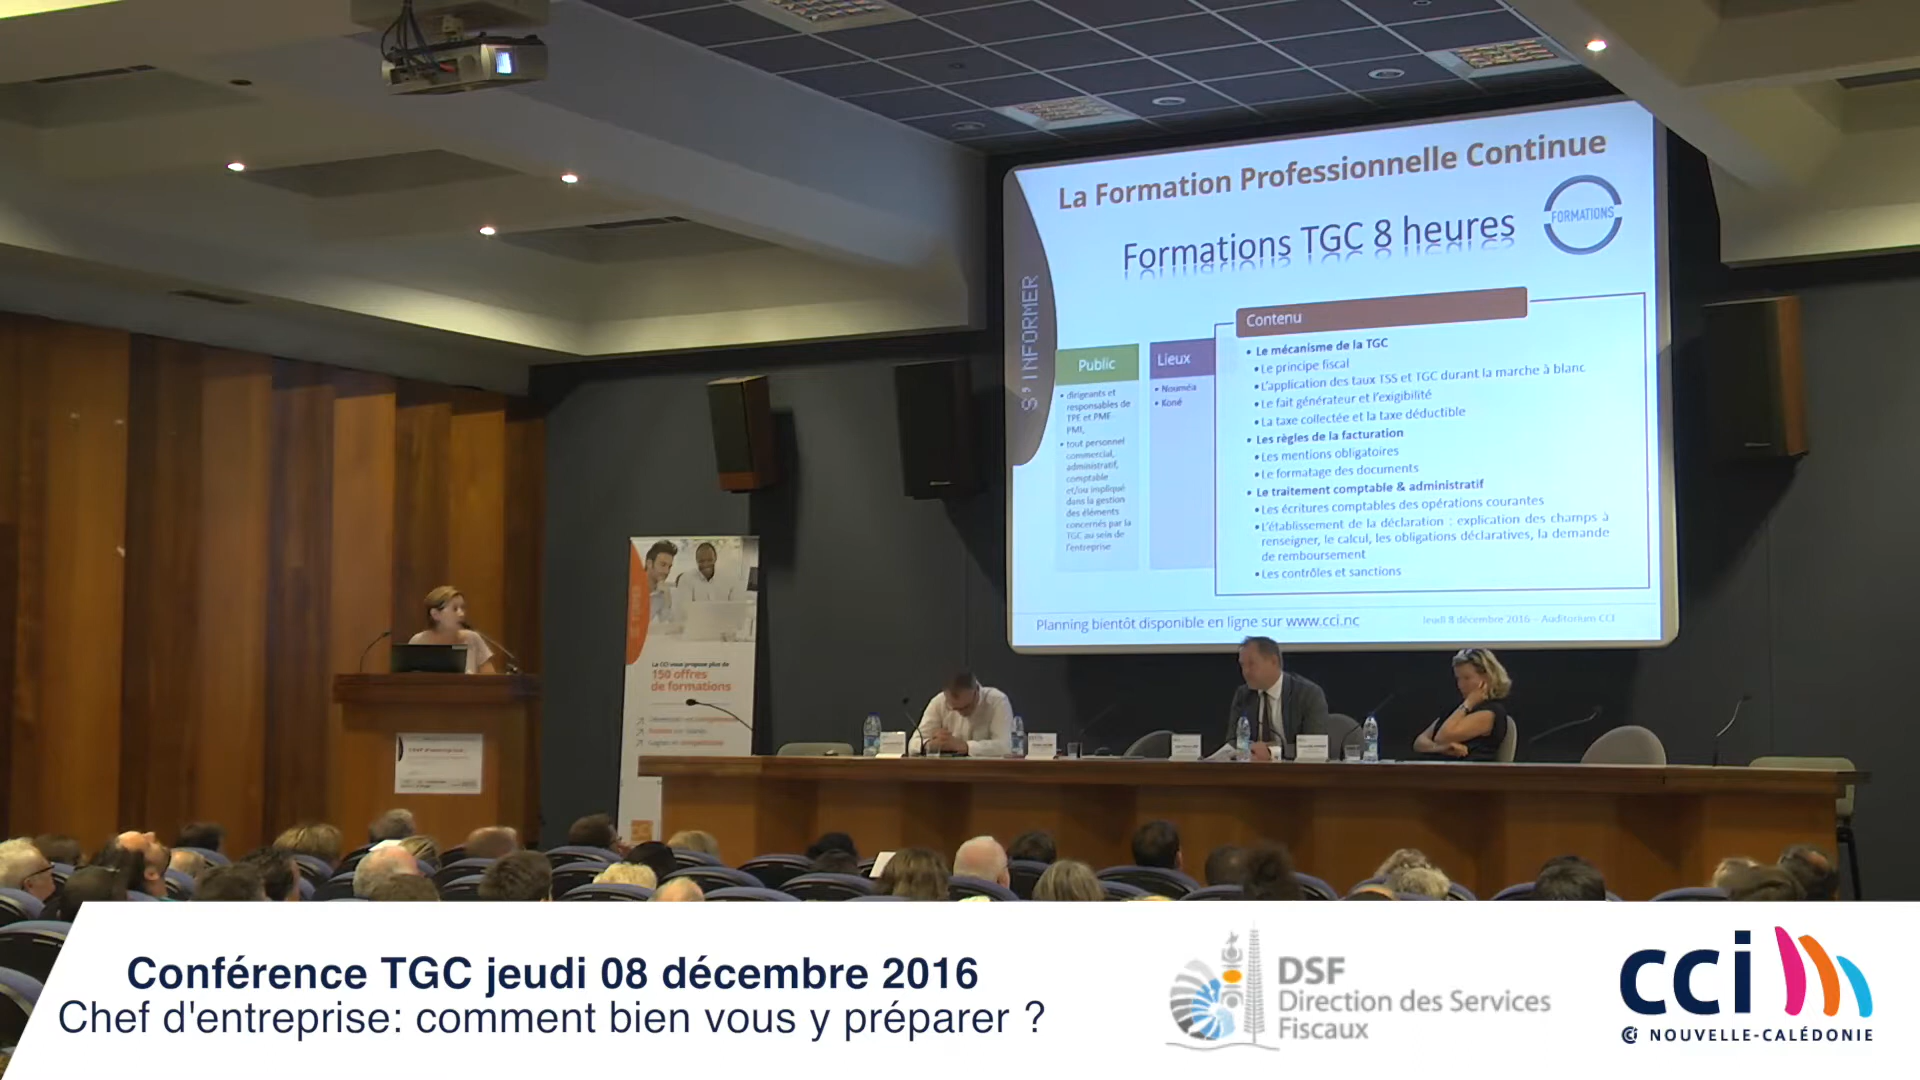 La Formation Professionnelle Continue
Formations TGC 8 heures
FORMATIONS
S'INFORMER
Public
• dirigeants et
responsables de
TPE et PME-
PMI,
• tout personnel
commercial,
administratif,
comptable
et/ou impliqué
dans la gestion
des éléments
concernés par la
TGC au sein de
l'entreprise
Lieux
• Nouméa
• Koné
Contenu
• Le mécanisme de la TGC
• Le principe fiscal
• L'application des taux TSS et TGC durant la marche à blanc
• Le fait générateur et l'exigibilité
• La taxe collectée et la taxe déductible
• Les règles de la facturation
• Les mentions obligatoires
• Le formatage des documents
• Le traitement comptable & administratif
• Les écritures comptables des opérations courantes
• L'établissement de la déclaration : explication des champs à
renseigner, le calcul, les obligations déclaratives, la demande
de remboursement
• Les contrôles et sanctions
Planning bientôt disponible en ligne sur www.cci.nc
Jeudi 8 décembre 2016 – Auditorium CCI
La CCI vous propose plus de
150 offres
de formations
Chef d'entreprise :
Conférence TGC jeudi 08 décembre 2016
Chef d'entreprise: comment bien vous y préparer ?
DSF
Direction des Services
Fiscaux
cci
NOUVELLE-CALÉDONIE